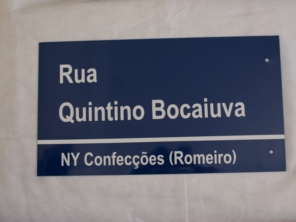 Rua
Quintino Bocaiuva
NY Confecções (Romeiro)